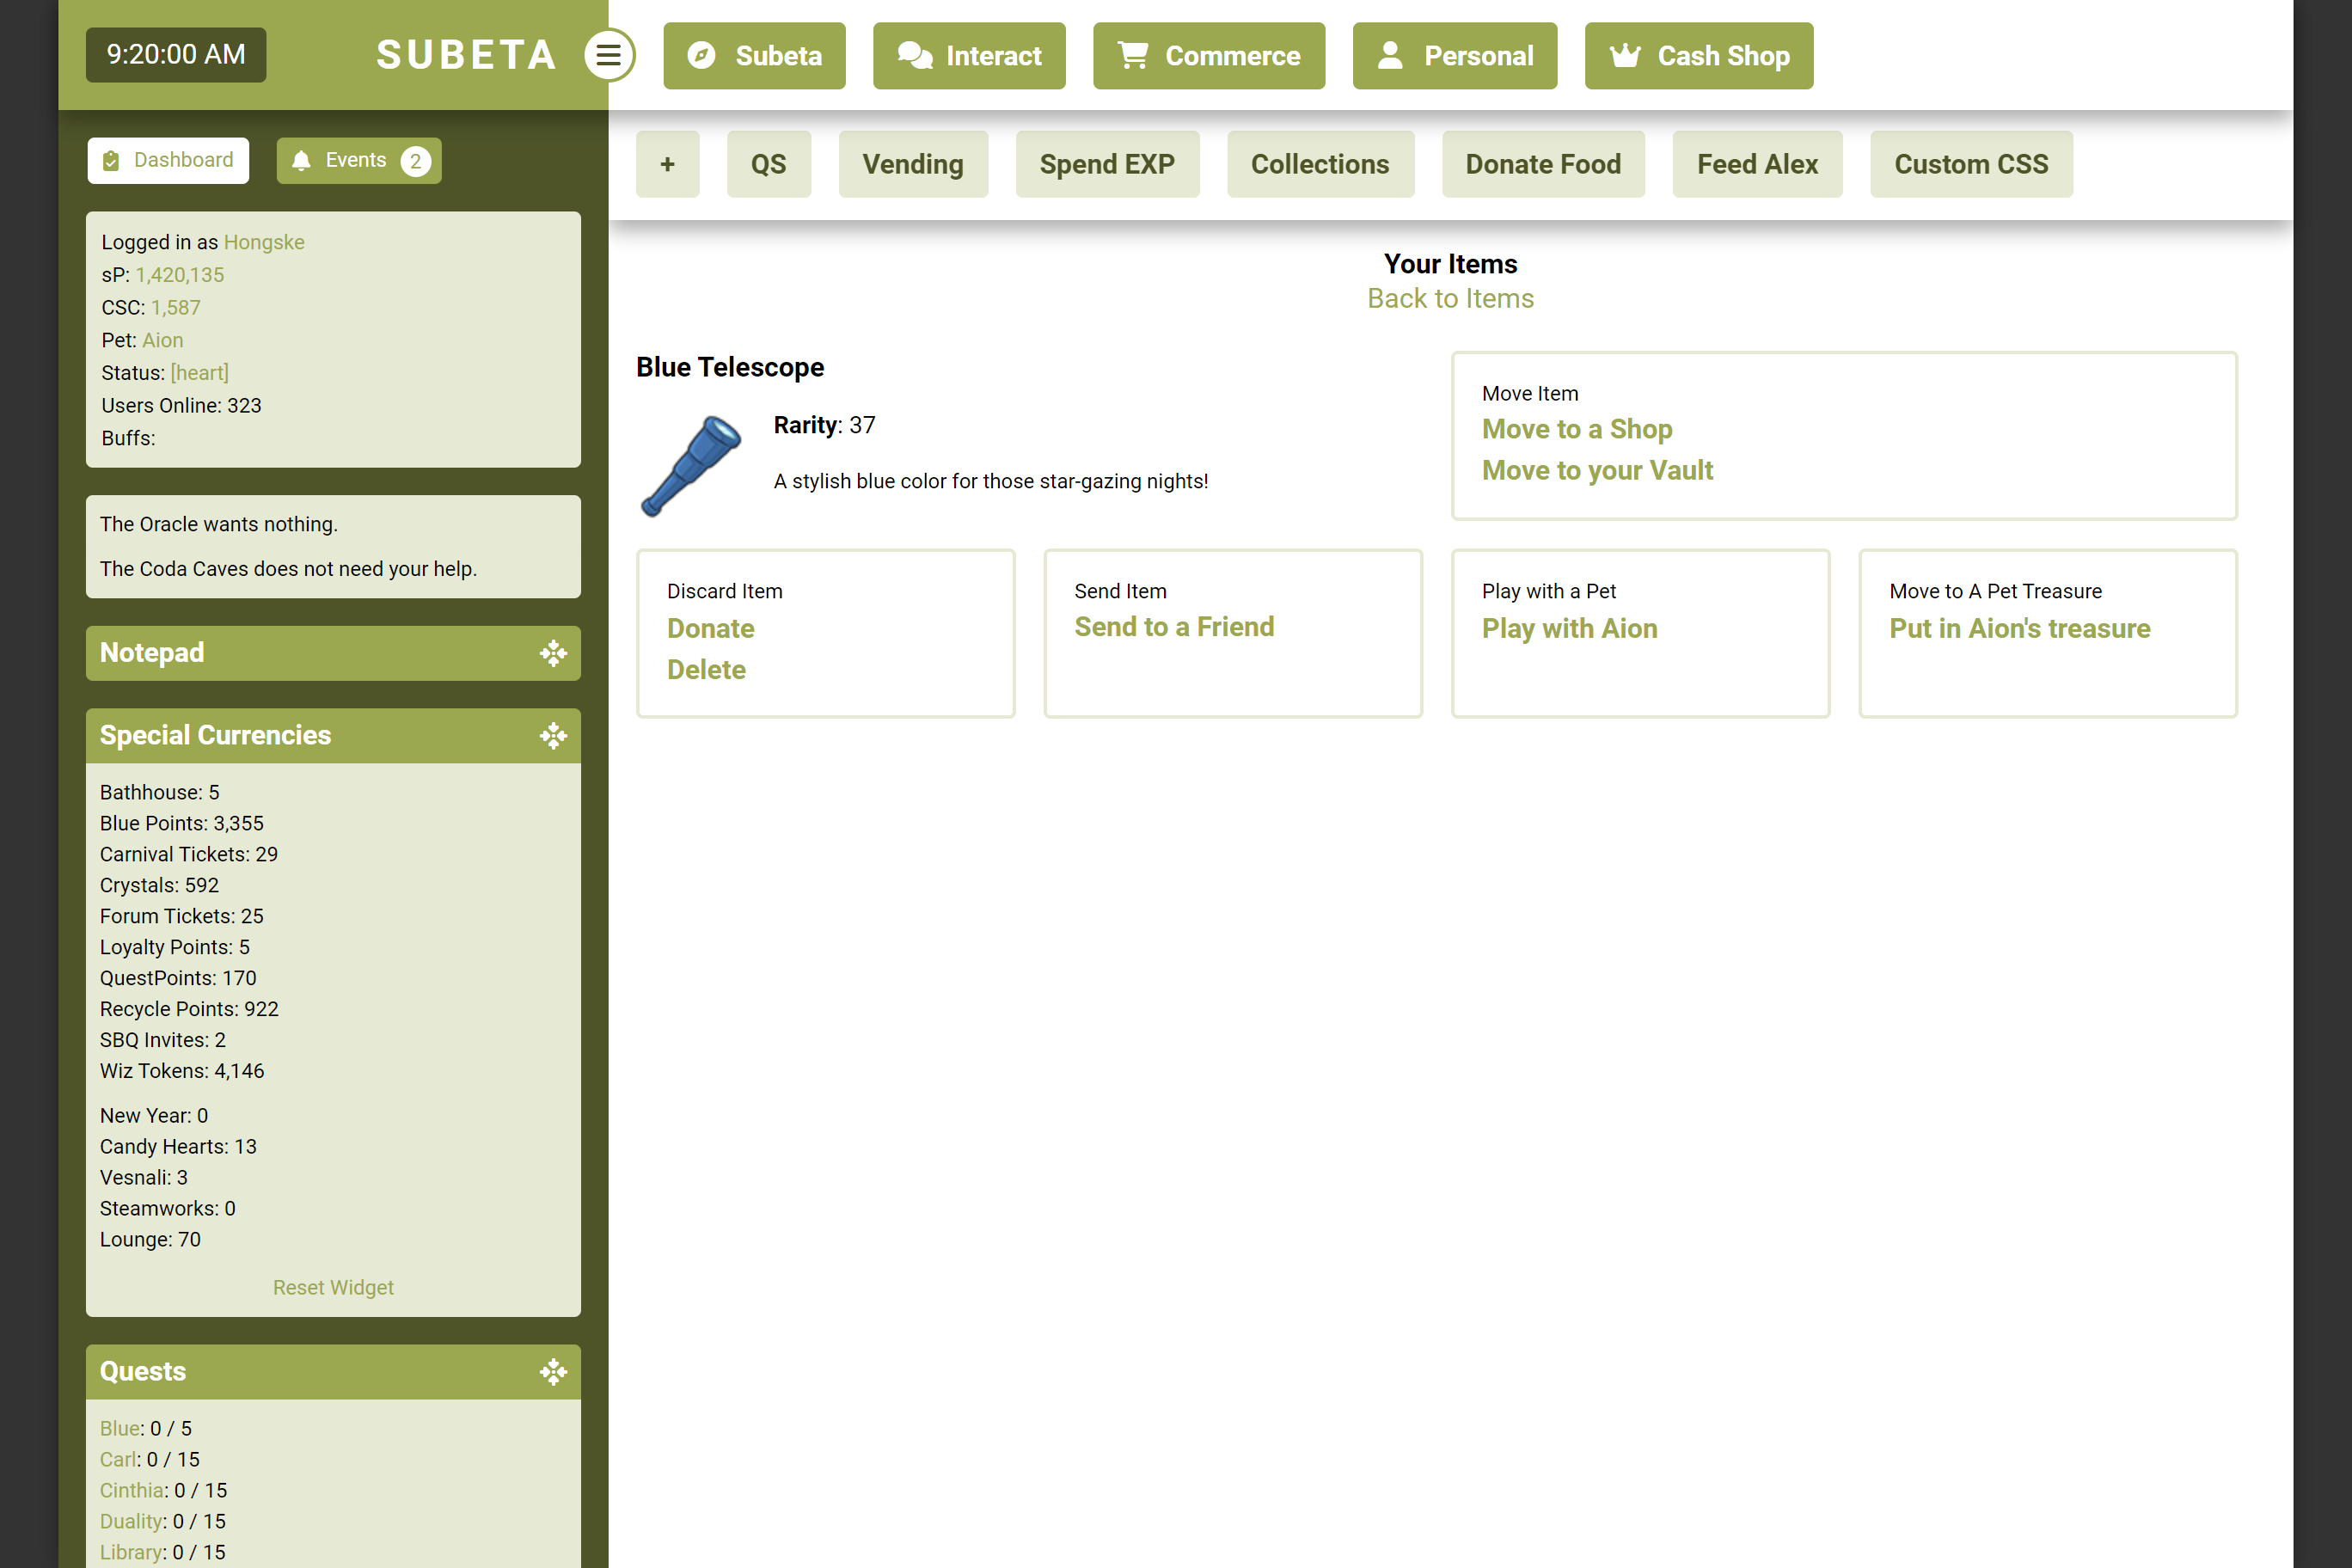 9:20:00 AM
SUBETA
Subeta
Interact
Commerce
Personal
Cash Shop
Dashboard
Events 2
+
QS
Vending
Spend EXP
Collections
Donate Food
Feed Alex
Custom CSS
Logged in as Hongske
sP: 1,420,135
CSC: 1,587
Pet: Aion
Status: [heart]
Users Online: 323
Buffs:
The Oracle wants nothing.
The Coda Caves does not need your help.
Notepad
Special Currencies
Bathhouse: 5
Blue Points: 3,355
Carnival Tickets: 29
Crystals: 592
Forum Tickets: 25
Loyalty Points: 5
QuestPoints: 170
Recycle Points: 922
SBQ Invites: 2
Wiz Tokens: 4,146
New Year: 0
Candy Hearts: 13
Vesnali: 3
Steamworks: 0
Lounge: 70
Reset Widget
Quests
Blue: 0 / 5
Carl: 0 / 15
Cinthia: 0 / 15
Duality: 0 / 15
Library: 0 / 15
Your Items
Back to Items
Blue Telescope
Rarity: 37
A stylish blue color for those star-gazing nights!
Move Item
Move to a Shop
Move to your Vault
Discard Item
Donate
Delete
Send Item
Send to a Friend
Play with a Pet
Play with Aion
Move to A Pet Treasure
Put in Aion's treasure